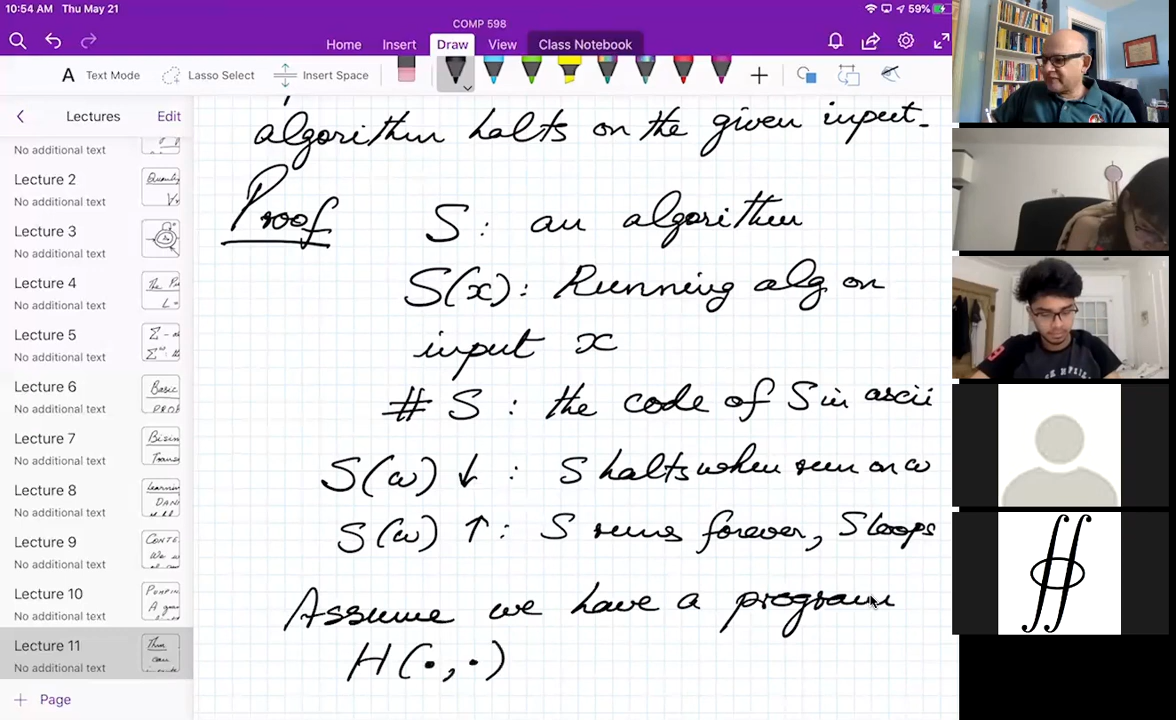 10:54 AM Thu May 21
59%
COMP 598
Home Insert Draw View Class Notebook
A Text Mode Lasso Select Insert Space
Lectures Edit
No additional text
Lecture 2
No additional text
Lecture 3
No additional text
Lecture 4
No additional text
Lecture 5
No additional text
Lecture 6
No additional text
Lecture 7
No additional text
Lecture 8
No additional text
Lecture 9
No additional text
Lecture 10
No additional text
Lecture 11
No additional text
+ Page
algorithm halts on the given input.
Proof S: an algorithm
S(x): Running alg on
input x
# S : the code of S in ascii
S(w) ↓ : S halts when run on w
S(w) ↑ : S runs forever, S loops
Assume we have a program
H(•,•)